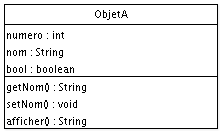 ObjetA
numero : int
nom : String
bool : boolean
getNom() : String
setNom() : void
afficher() : String